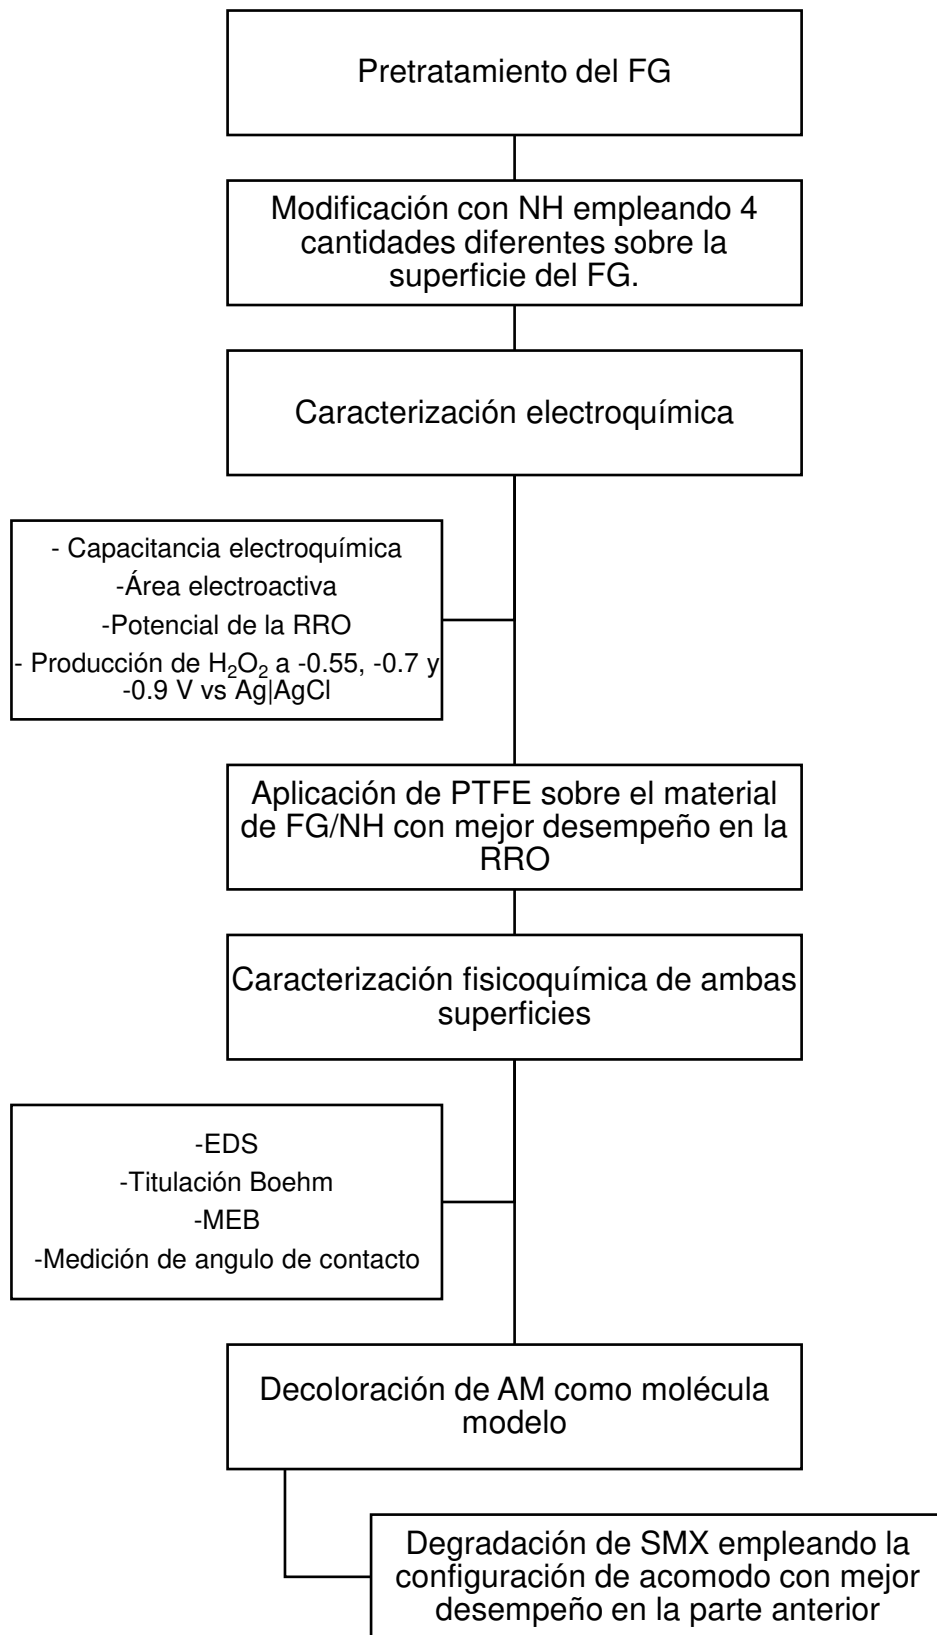 Pretratamiento del FG
Modificación con NH empleando 4
cantidades diferentes sobre la
superficie del FG.
Caracterización electroquímica
- Capacitancia electroquímica
-Área electroactiva
-Potencial de la RRO
- Producción de H₂O₂ a -0.55, -0.7 y
-0.9 V vs Ag|AgCl
Aplicación de PTFE sobre el material
de FG/NH con mejor desempeño en la
RRO
Caracterización fisicoquímica de ambas
superficies
-EDS
-Titulación Boehm
-MEB
-Medición de angulo de contacto
Decoloración de AM como molécula
modelo
Degradación de SMX empleando la
configuración de acomodo con mejor
desempeño en la parte anterior